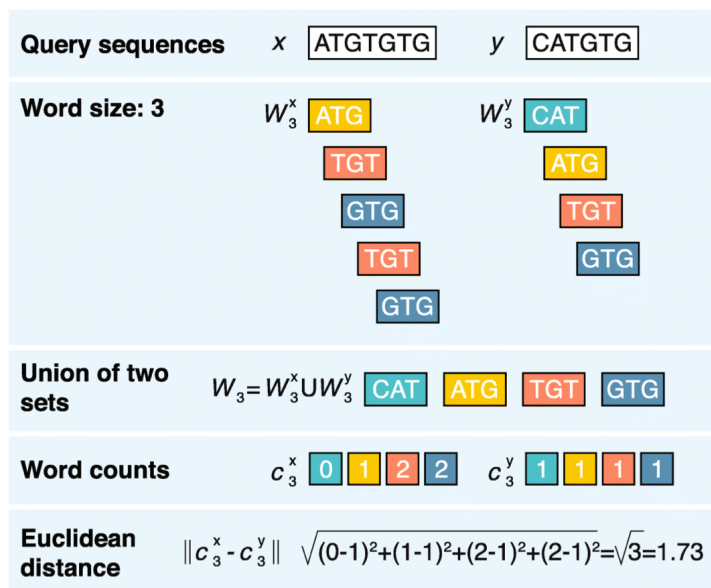 Query sequences x ATGTGTG y CATGTG
Word size: 3 W₃ˣ ATG W₃ʸ CAT
TGT ATG
GTG TGT
TGT GTG
GTG
Union of two sets W₃=W₃ˣUW₃ʸ CAT ATG TGT GTG
Word counts c₃ˣ 0 1 2 2 c₃ʸ 1 1 1 1
Euclidean distance ||c₃ˣ-c₃ʸ|| √(0-1)²+(1-1)²+(2-1)²+(2-1)²=√3=1.73